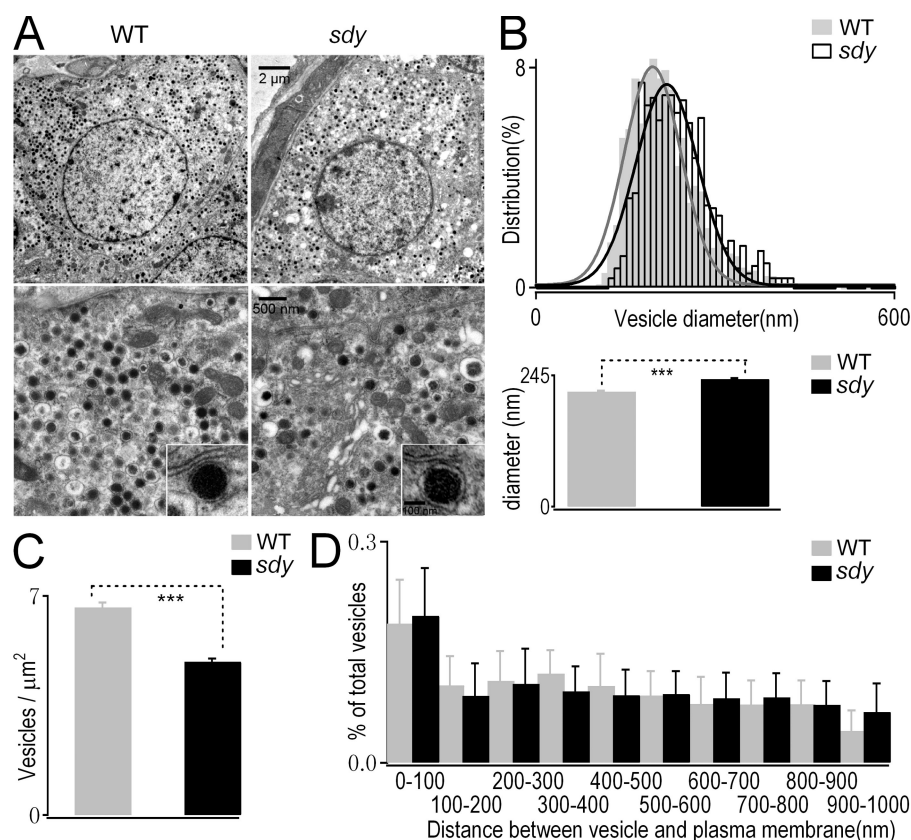 A
WT
sdy
2 μm
500 nm
100 nm
B
WT
sdy
8
Distribution(%)
0
0
600
Vesicle diameter(nm)
WT
sdy
245
***
diameter (nm)
0
C
WT
sdy
7
***
Vesicles / μm²
0
D
WT
sdy
0.3
% of total vesicles
0.0
0-100 200-300 400-500 600-700 800-900
100-200 300-400 500-600 700-800 900-1000
Distance between vesicle and plasma membrane(nm)